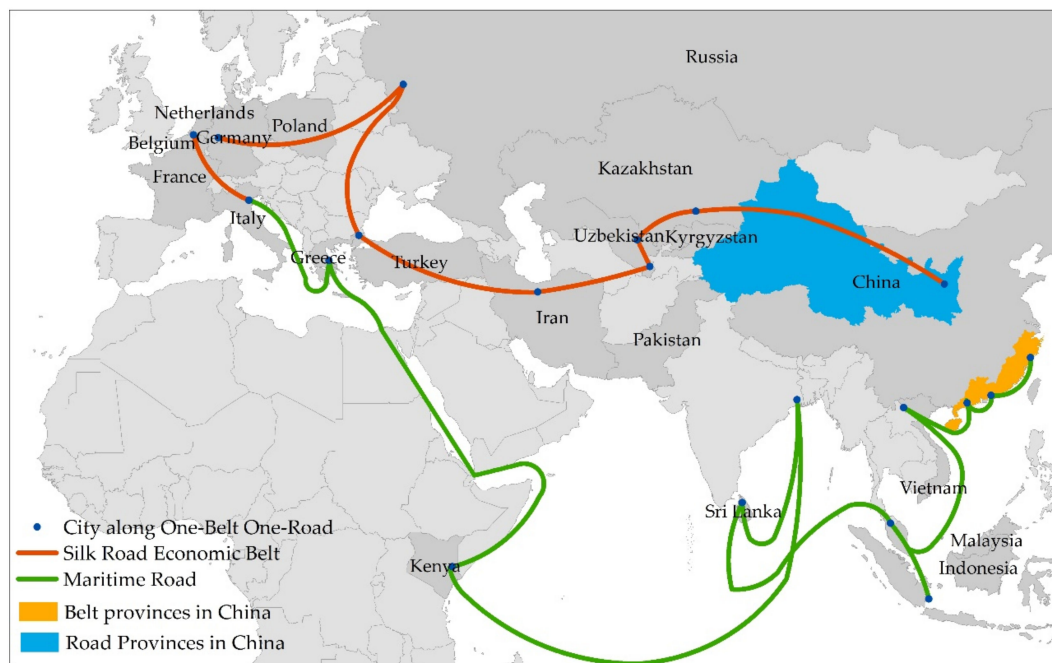 Russia
Netherlands
Poland
Belgium
Germany
France
Kazakhstan
Italy
Uzbekistan
Kyrgyzstan
Greece
Turkey
China
Iran
Pakistan
Vietnam
Sri Lanka
Malaysia
Indonesia
Kenya
City along One-Belt One-Road
Silk Road Economic Belt
Maritime Road
Belt provinces in China
Road Provinces in China